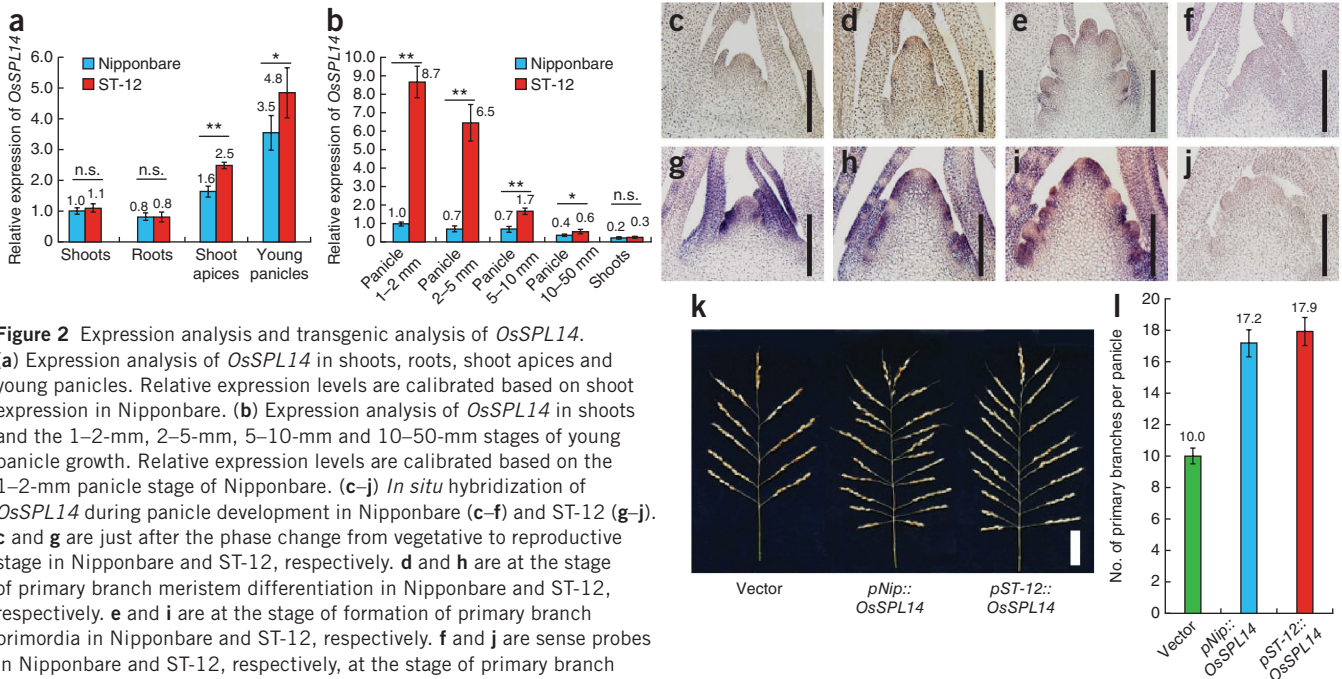 a
Relative expression of OsSPL14
6.0
5.0
4.0
3.0
2.0
1.0
0
Nipponbare
ST-12
n.s.
1.0
1.1
n.s.
0.8
0.8
**
1.6
2.5
*
3.5
4.8
Shoots
Roots
Shoot
apices
Young
panicles
b
Relative expression of OsSPL14
10.0
9.0
8.0
7.0
6.0
5.0
4.0
3.0
2.0
1.0
0
Nipponbare
ST-12
**
1.0
8.7
**
0.7
6.5
**
0.7
1.7
*
0.4
0.6
n.s.
0.2
0.3
Panicle
1–2 mm
Panicle
2–5 mm
Panicle
5–10 mm
Panicle
10–50 mm
Shoots
c
d
e
f
g
h
i
j
Figure 2 Expression analysis and transgenic analysis of OsSPL14.
(a) Expression analysis of OsSPL14 in shoots, roots, shoot apices and
young panicles. Relative expression levels are calibrated based on shoot
expression in Nipponbare. (b) Expression analysis of OsSPL14 in shoots
and the 1–2-mm, 2–5-mm, 5–10-mm and 10–50-mm stages of young
panicle growth. Relative expression levels are calibrated based on the
1–2-mm panicle stage of Nipponbare. (c–j) In situ hybridization of
OsSPL14 during panicle development in Nipponbare (c–f) and ST-12 (g–j).
c and g are just after the phase change from vegetative to reproductive
stage in Nipponbare and ST-12, respectively. d and h are at the stage
of primary branch meristem differentiation in Nipponbare and ST-12,
respectively. e and i are at the stage of formation of primary branch
primordia in Nipponbare and ST-12, respectively. f and j are sense probes
in Nipponbare and ST-12, respectively, at the stage of primary branch
k
Vector
pNip::
OsSPL14
pST-12::
OsSPL14
l
No. of primary branches per panicle
20
18
16
14
12
10
8
6
4
2
0
10.0
17.2
17.9
Vector
pNip::
OsSPL14
pST-12::
OsSPL14